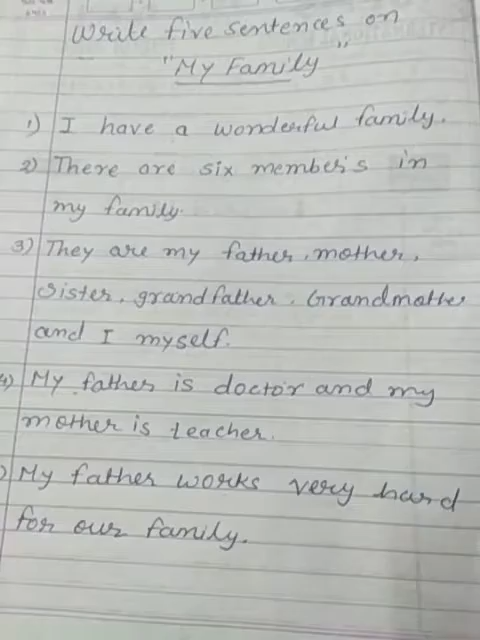 Write five sentences on
"My Family"
1) I have a wonderful family.
2) There are six member's in
my family.
3) They are my father, mother,
sister, grandfather, Grandmother
and I myself.
4) My father is doctor and my
mother is teacher.
) My father works very hard
for our family.